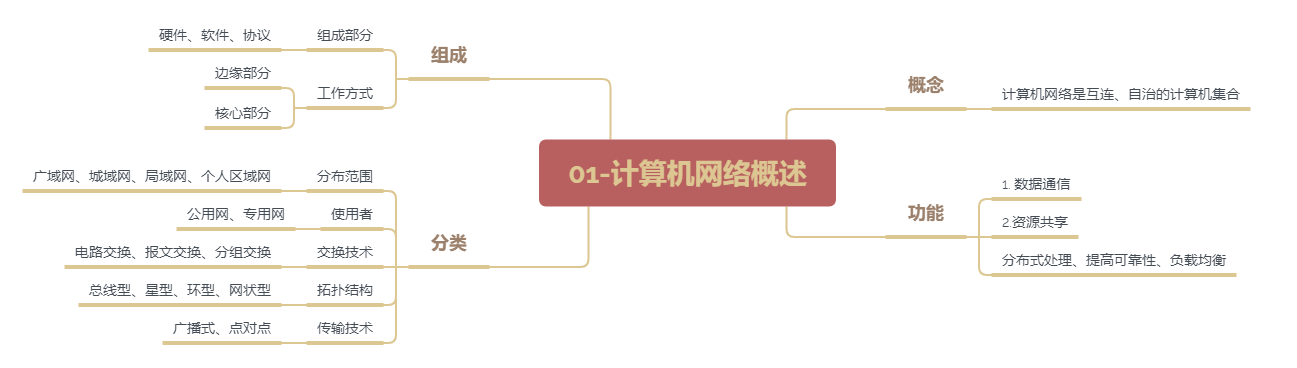 01-计算机网络概述
概念
计算机网络是互连、自治的计算机集合
功能
1. 数据通信
2.资源共享
分布式处理、提高可靠性、负载均衡
组成
组成部分
硬件、软件、协议
工作方式
边缘部分
核心部分
分类
分布范围
广域网、城域网、局域网、个人区域网
使用者
公用网、专用网
交换技术
电路交换、报文交换、分组交换
拓扑结构
总线型、星型、环型、网状型
传输技术
广播式、点对点